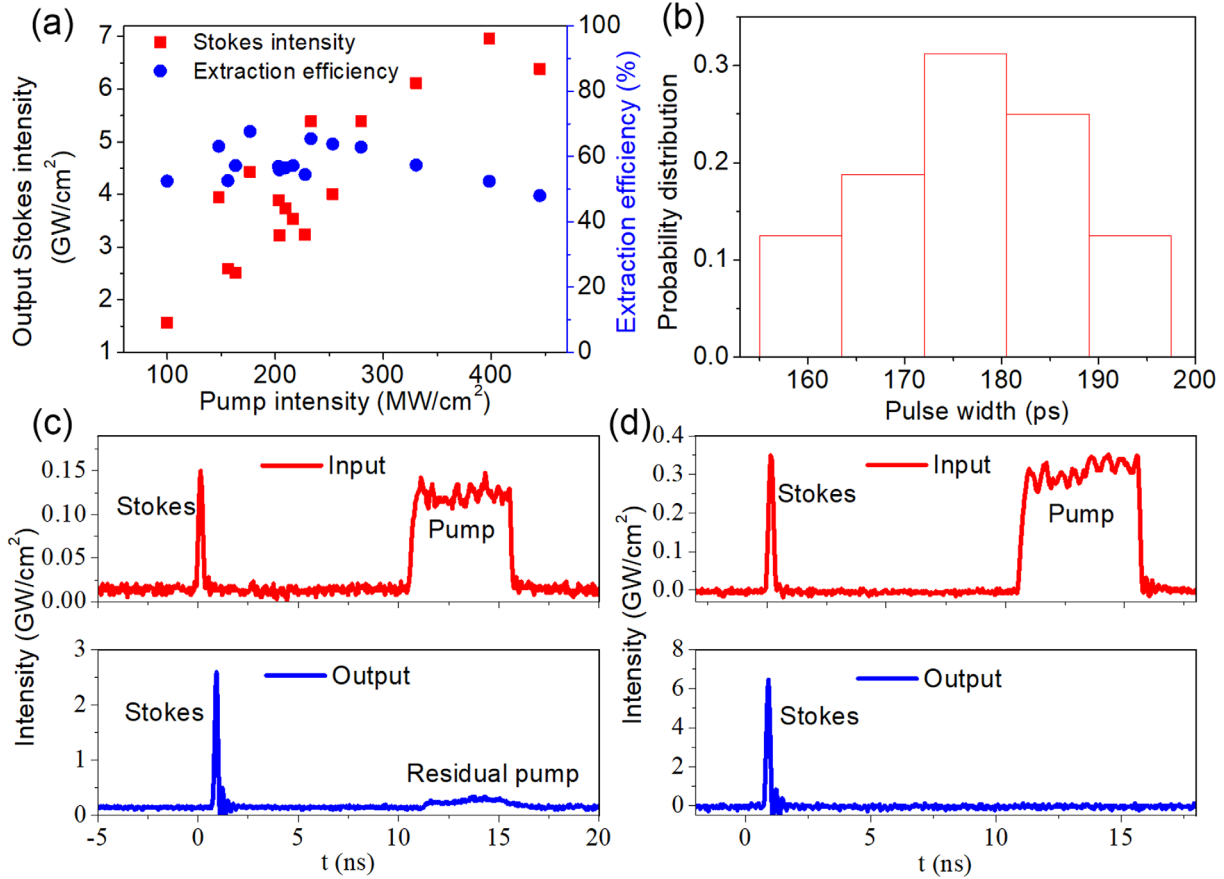 (a)
Output Stokes intensity
(GW/cm²)
7
6
5
4
3
2
1
Stokes intensity
Extraction efficiency
100
80
60
40
20
0
Extraction efficiency (%)
100
200
300
400
Pump intensity (MW/cm²)
(b)
Probability distribution
0.3
0.2
0.1
0.0
160
170
180
190
200
Pulse width (ps)
(c)
Intensity (GW/cm²)
0.15
0.10
0.05
0.00
Input
Stokes
Pump
3
2
1
0
Output
Stokes
Residual pump
-5
0
5
10
15
20
t (ns)
(d)
Intensity (GW/cm²)
0.4
0.3
0.2
0.1
0.0
Input
Stokes
Pump
8
6
4
2
0
Output
Stokes
0
5
10
15
t (ns)